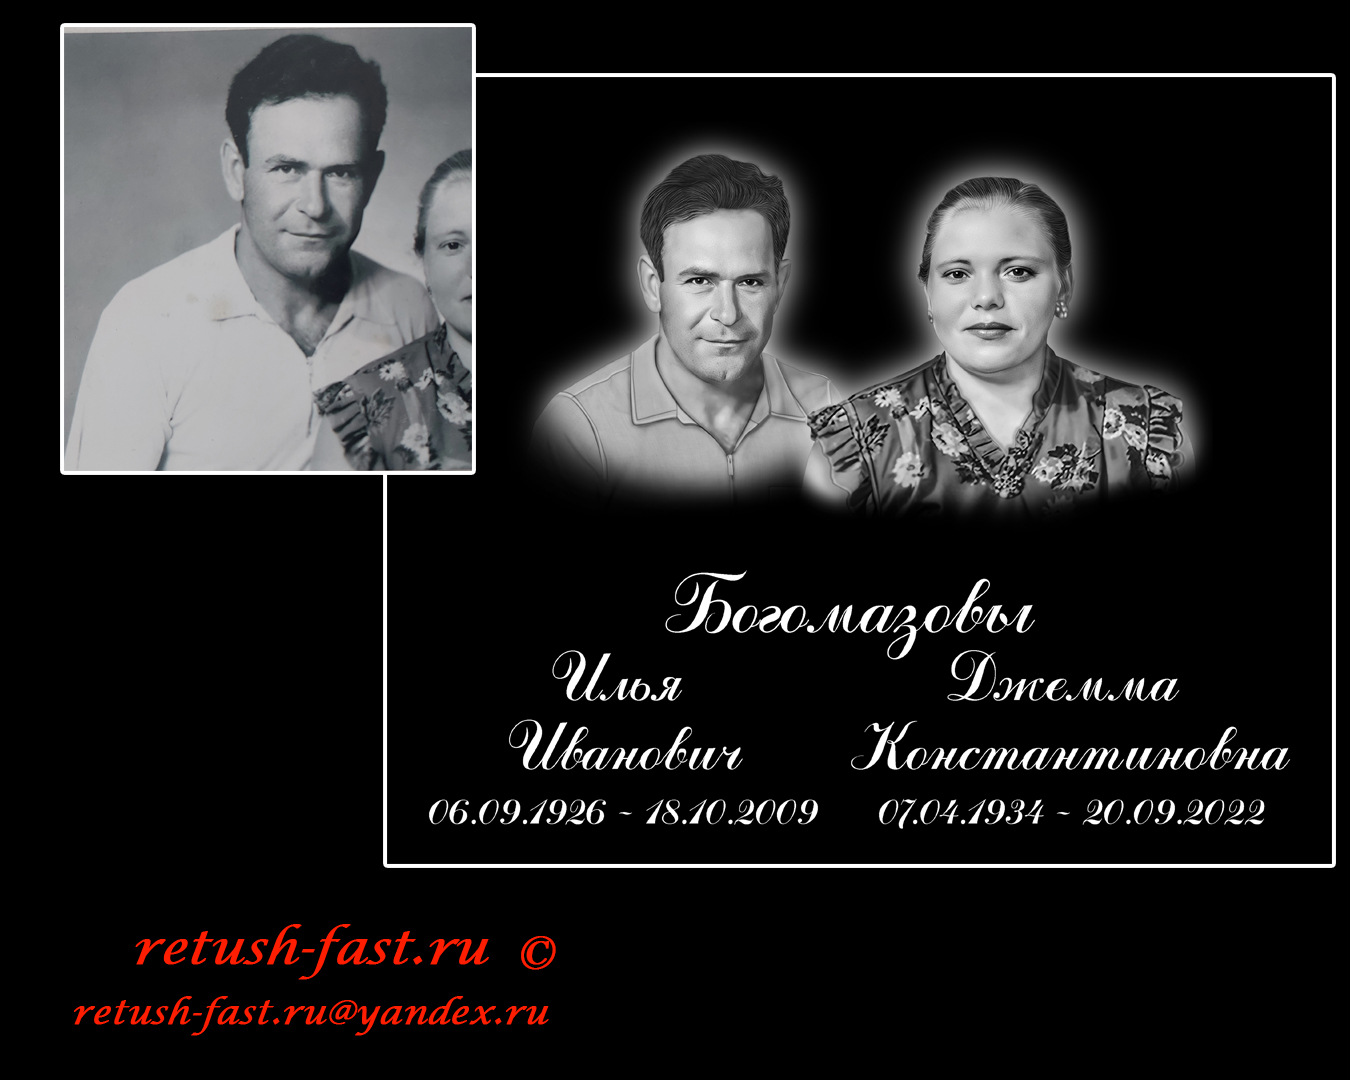 Богомазовы
Илья
Иванович
06.09.1926 ~ 18.10.2009
Джемма
Константиновна
07.04.1934 ~ 20.09.2022
retush-fast.ru ©
retush-fast.ru@yandex.ru